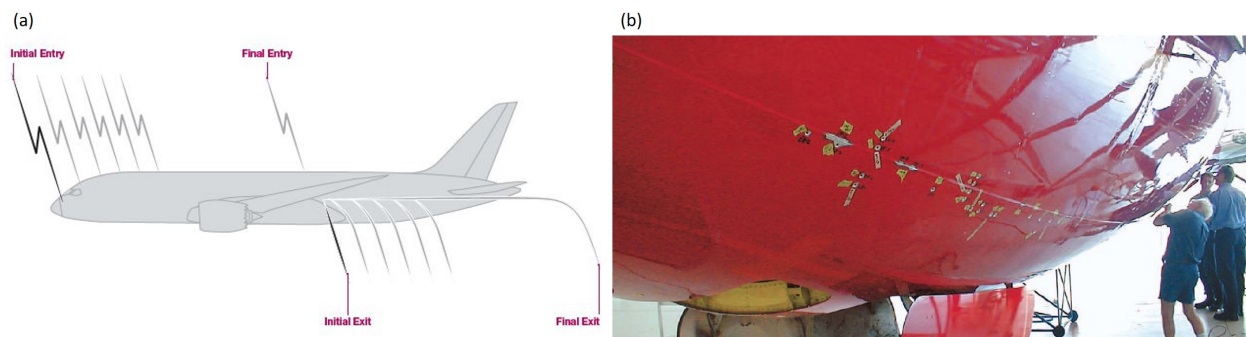 (a)
(b)
Initial Entry
Final Entry
Initial Exit
Final Exit